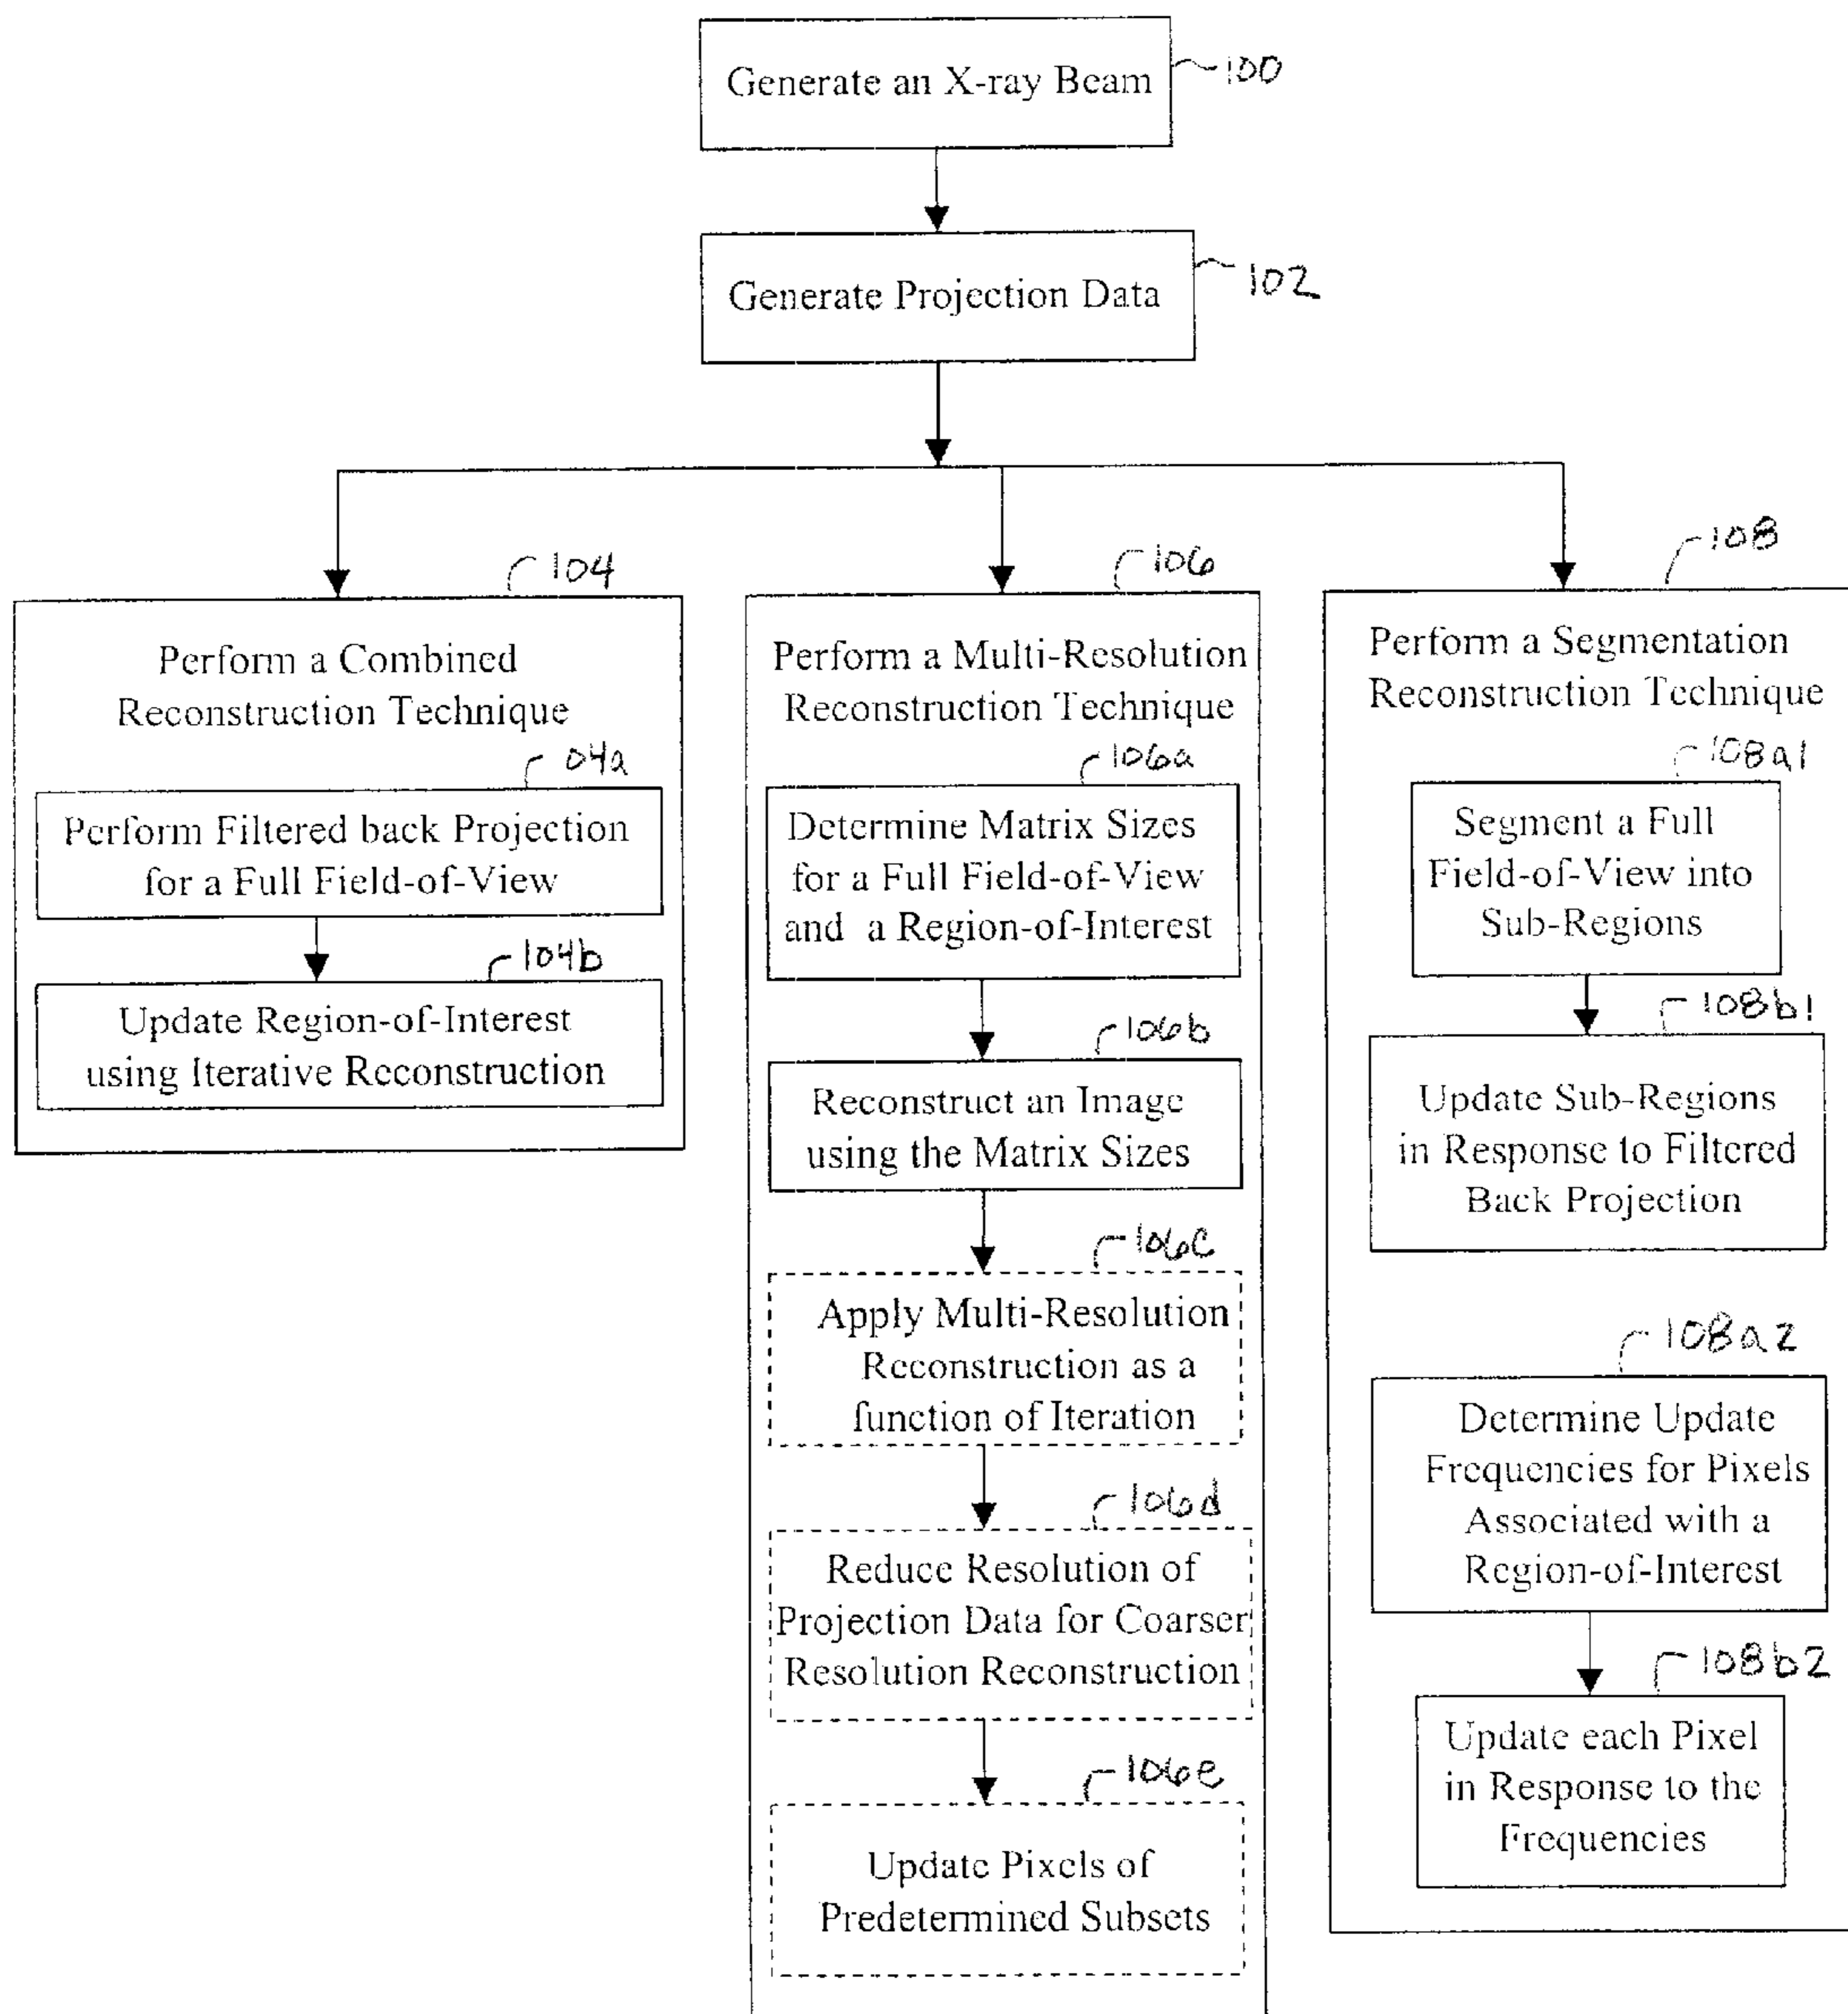 Generate an X-ray Beam
100
Generate Projection Data
102
104
Perform a Combined
Reconstruction Technique
04a
Perform Filtered back Projection
for a Full Field-of-View
104b
Update Region-of-Interest
using Iterative Reconstruction
106
Perform a Multi-Resolution
Reconstruction Technique
106a
Determine Matrix Sizes
for a Full Field-of-View
and a Region-of-Interest
106b
Reconstruct an Image
using the Matrix Sizes
106c
Apply Multi-Resolution
Reconstruction as a
function of Iteration
106d
Reduce Resolution of
Projection Data for Coarser
Resolution Reconstruction
106e
Update Pixels of
Predetermined Subsets
108
Perform a Segmentation
Reconstruction Technique
108a1
Segment a Full
Field-of-View into
Sub-Regions
108b1
Update Sub-Regions
in Response to Filtered
Back Projection
108a2
Determine Update
Frequencies for Pixels
Associated with a
Region-of-Interest
108b2
Update each Pixel
in Response to the
Frequencies